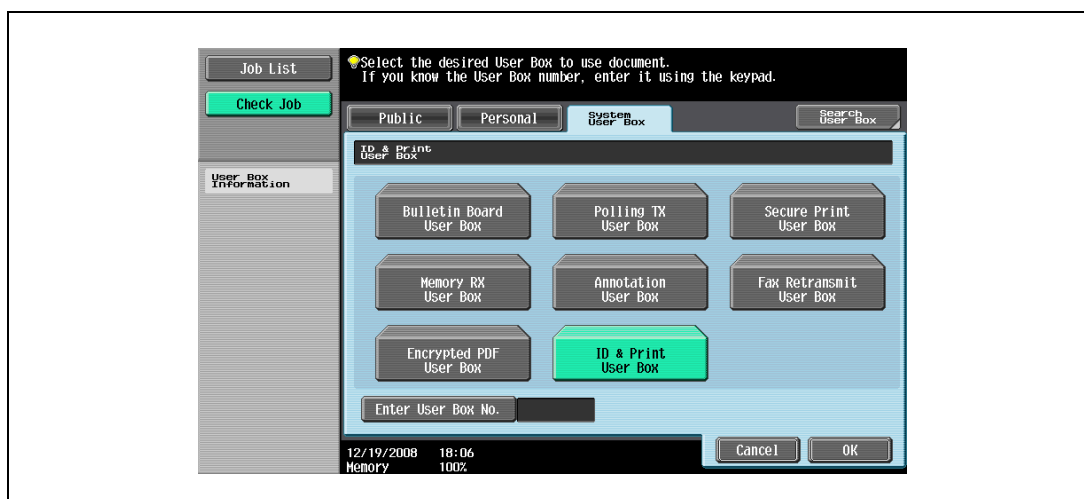 Job List
Check Job
User Box
Information
Select the desired User Box to use document.
If you know the User Box number, enter it using the keypad.
Public
Personal
System
User Box
Search
User Box
ID & Print
User Box
Bulletin Board
User Box
Polling TX
User Box
Secure Print
User Box
Memory RX
User Box
Annotation
User Box
Fax Retransmit
User Box
Encrypted PDF
User Box
ID & Print
User Box
Enter User Box No.
12/19/2008 18:06
Memory 100%
Cancel
OK